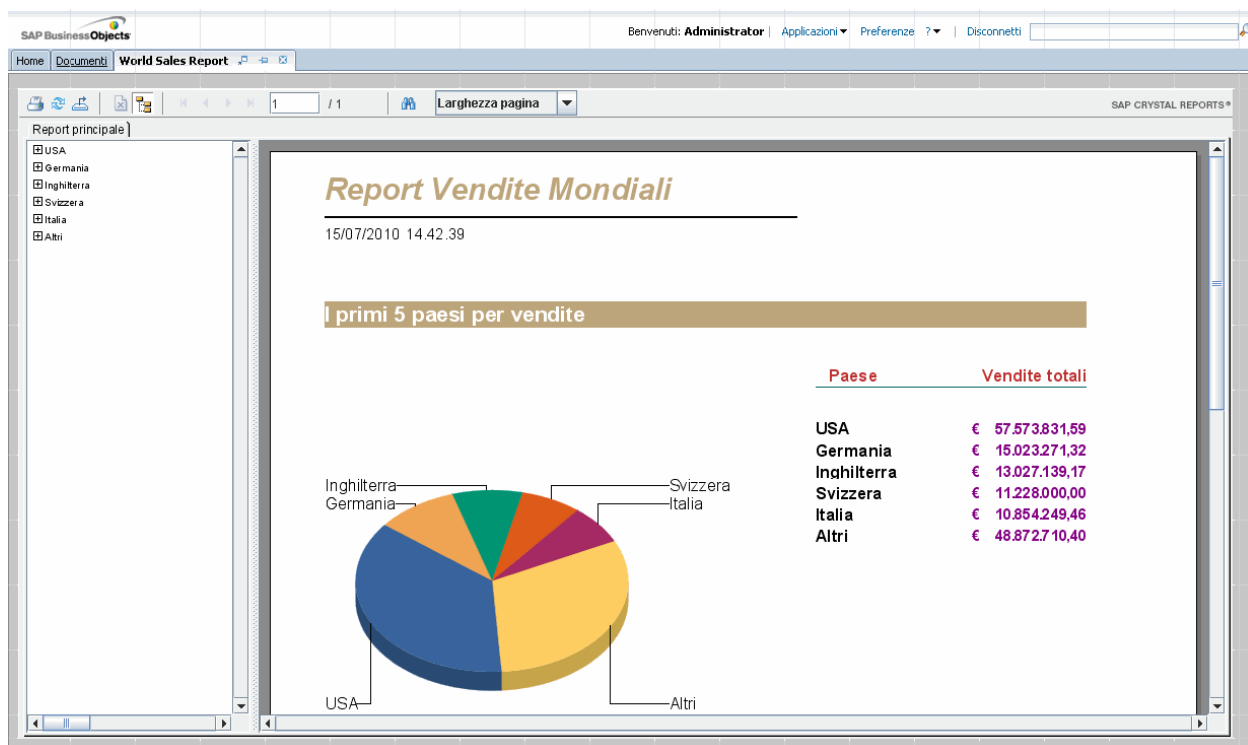 SAP BusinessObjects
Benvenuti: Administrator | Applicazioni Preferenze ? | Disconnetti
Home Documenti World Sales Report
1 / 1 Larghezza pagina SAP CRYSTAL REPORTS®
Report principale
USA
Germania
Inghilterra
Svizzera
Italia
Altri
Report Vendite Mondiali
15/07/2010 14.42.39
I primi 5 paesi per vendite
Paese Vendite totali
USA € 57.573.831,59
Germania € 15.023.271,32
Inghilterra € 13.027.139,17
Svizzera € 11.228.000,00
Italia € 10.854.249,46
Altri € 48.872.710,40
Inghilterra Svizzera
Germania Italia
USA Altri